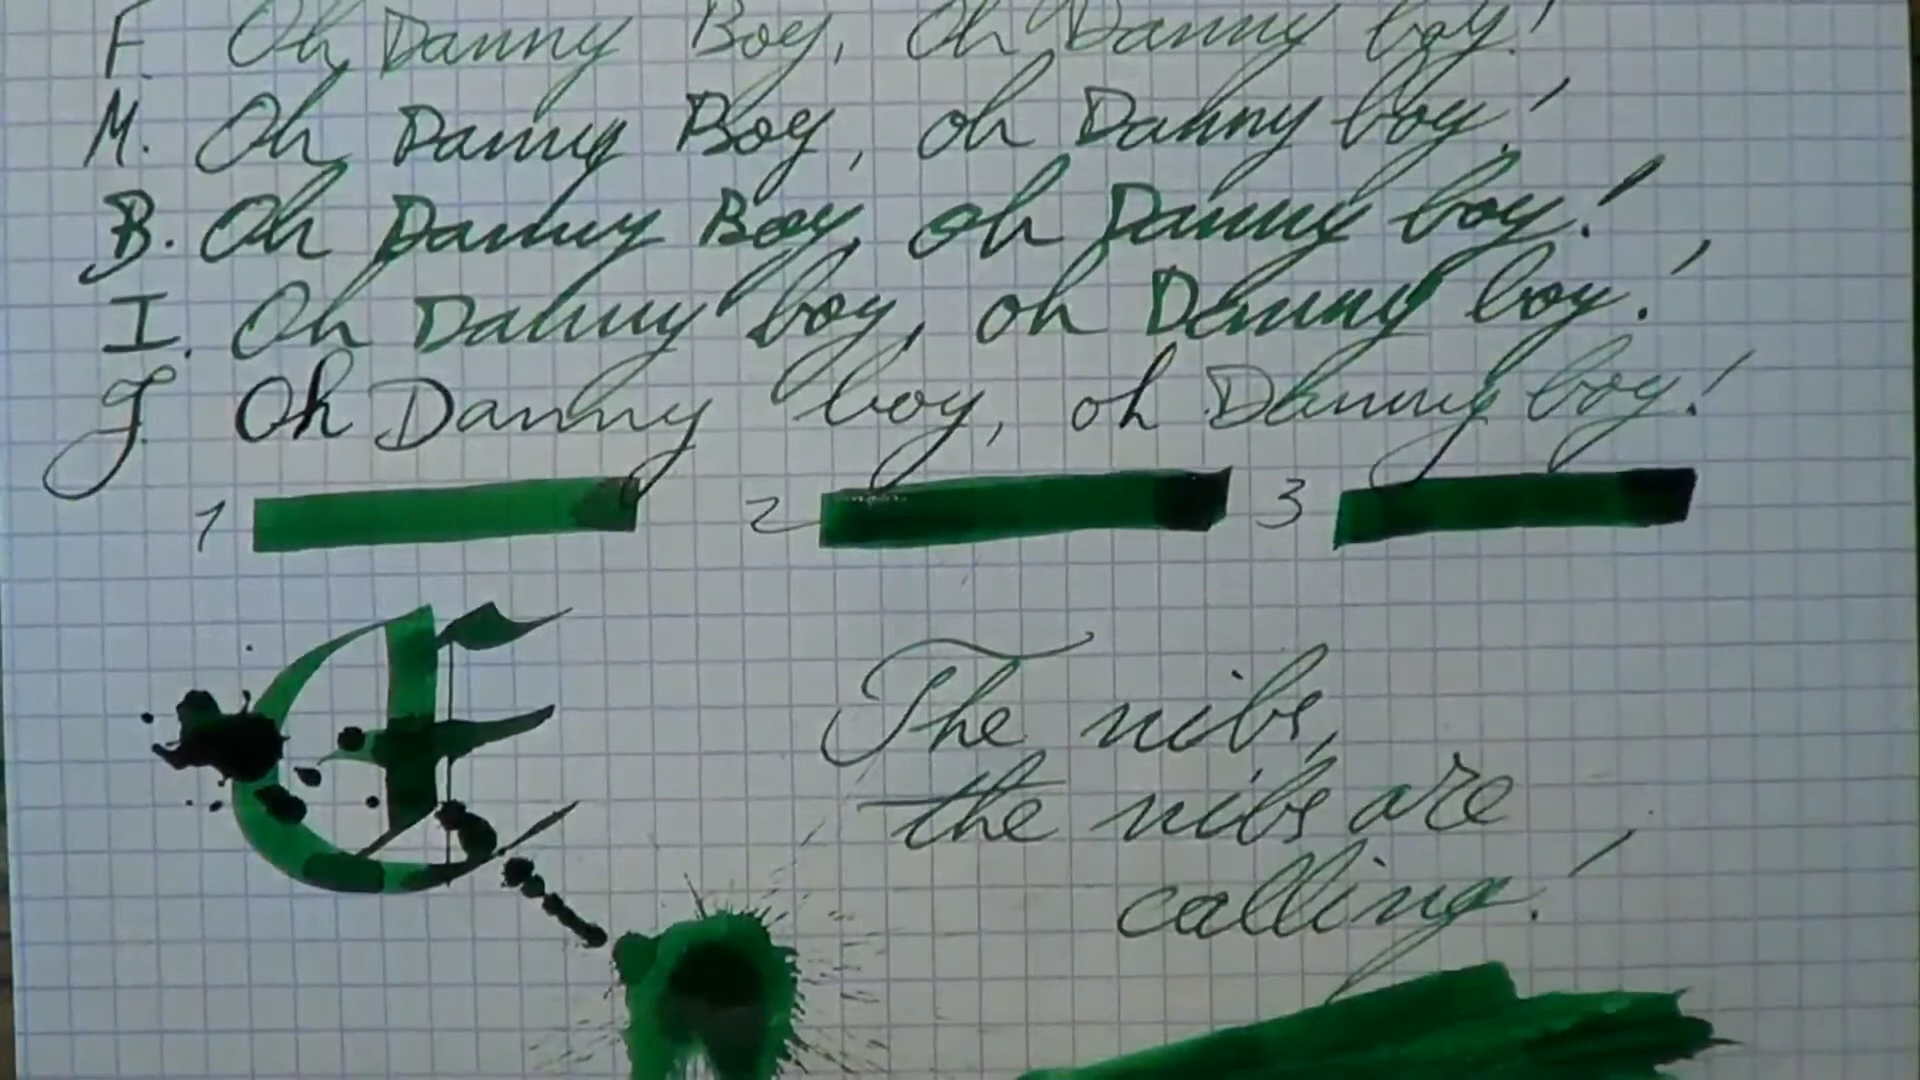 F. Oh Danny Boy, Oh Danny boy!
M. Oh Danny Boy, oh Danny boy!
B. Oh Danny Boy, oh Danny boy!
I. Oh Danny boy, oh Danny boy!
J. Oh Danny boy, oh Danny boy!
1 2 3
E
The nibs,
the nibs are
calling!